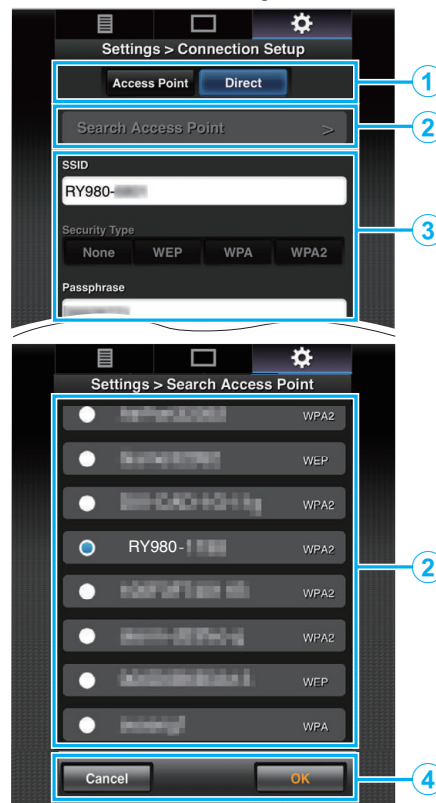 Settings > Connection Setup
Access Point Direct
1
Search Access Point >
2
SSID
RY980-
3
Security Type
None WEP WPA WPA2
Passphrase
Settings > Search Access Point
WPA2
WEP
WPA2
RY980- WPA2
2
WPA2
WPA2
WEP
WPA
Cancel OK
4